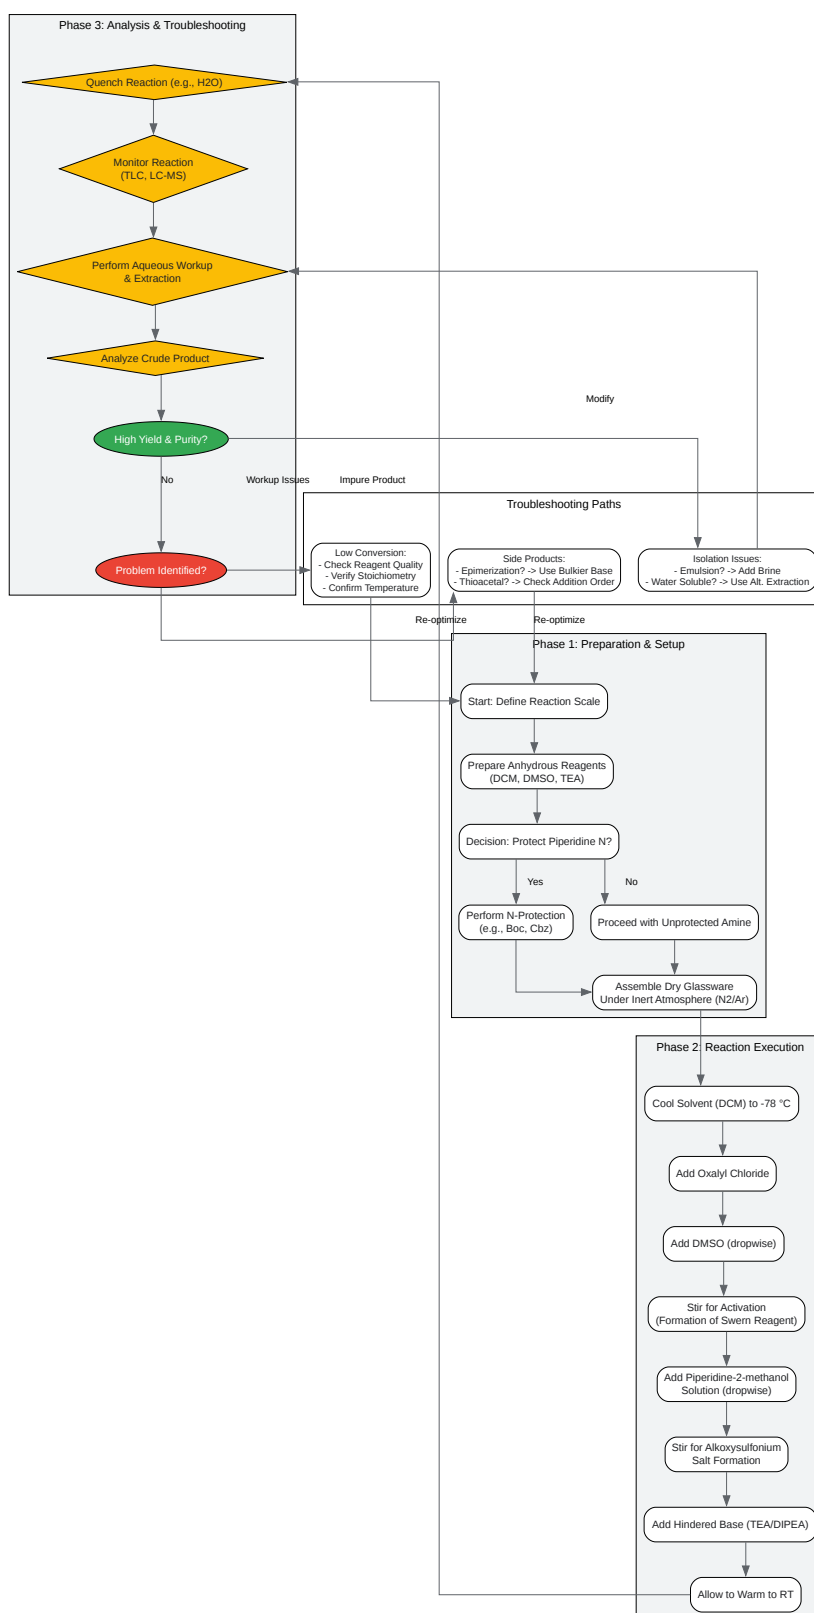 Phase 3: Analysis & Troubleshooting
Quench Reaction (e.g., H2O)
Monitor Reaction
(TLC, LC-MS)
Perform Aqueous Workup
& Extraction
Analyze Crude Product
Modify
High Yield & Purity?
No
Workup Issues
Impure Product
Troubleshooting Paths
Problem Identified?
Low Conversion:
- Check Reagent Quality
- Verify Stoichiometry
- Confirm Temperature
Side Products:
- Epimerization? -> Use Bulkier Base
- Thioacetal? -> Check Addition Order
Isolation Issues:
- Emulsion? -> Add Brine
- Water Soluble? -> Use Alt. Extraction
Re-optimize
Re-optimize
Phase 1: Preparation & Setup
Start: Define Reaction Scale
Prepare Anhydrous Reagents
(DCM, DMSO, TEA)
Decision: Protect Piperidine N?
Yes
No
Perform N-Protection
(e.g., Boc, Cbz)
Proceed with Unprotected Amine
Assemble Dry Glassware
Under Inert Atmosphere (N2/Ar)
Phase 2: Reaction Execution
Cool Solvent (DCM) to -78 °C
Add Oxalyl Chloride
Add DMSO (dropwise)
Stir for Activation
(Formation of Swern Reagent)
Add Piperidine-2-methanol
Solution (dropwise)
Stir for Alkoxysulfonium
Salt Formation
Add Hindered Base (TEA/DIPEA)
Allow to Warm to RT